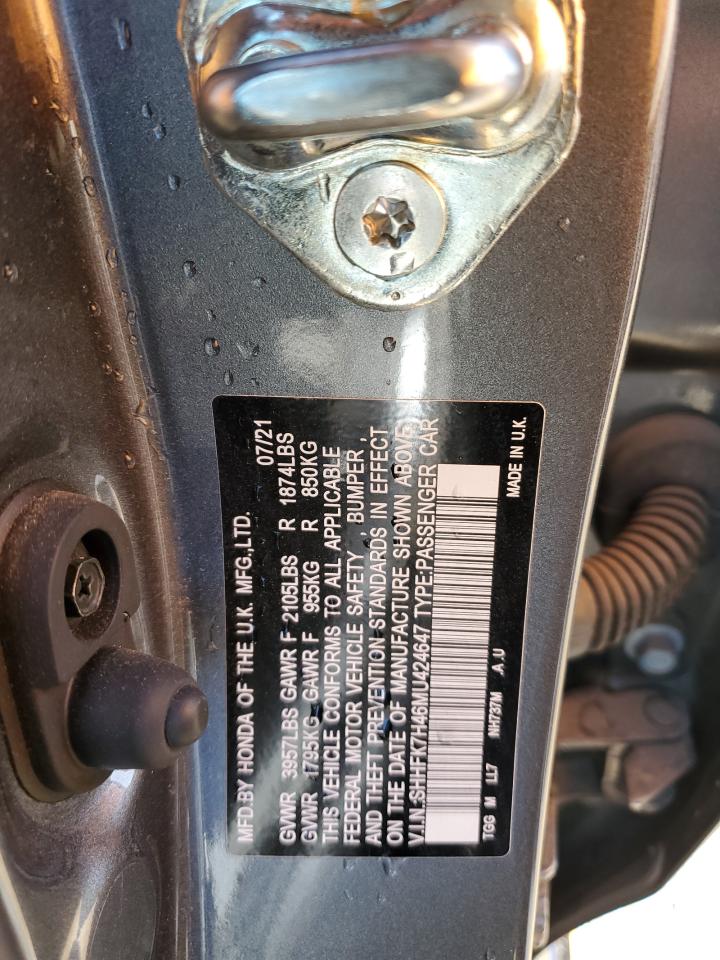 MFD.BY HONDA OF THE U.K. MFG.,LTD. 07/21
GVWR 3957LBS GAWR F 2105LBS R 1874LBS
GVWR 1795KG GAWR F 955KG R 850KG
THIS VEHICLE CONFORMS TO ALL APPLICABLE
FEDERAL MOTOR VEHICLE SAFETY, BUMPER,
AND THEFT PREVENTION STANDARDS IN EFFECT
ON THE DATE OF MANUFACTURE SHOWN ABOVE.
V.I.N.:SHHFK7H46MU424647 TYPE:PASSENGER CAR
TGG M LL7 NH737M A.U MADE IN U.K.